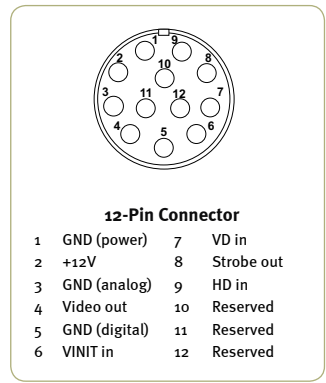 1 9
2 8
10
3 11 12 7
4 6
5
12-Pin Connector
1 GND (power) 7 VD in
2 +12V 8 Strobe out
3 GND (analog) 9 HD in
4 Video out 10 Reserved
5 GND (digital) 11 Reserved
6 VINIT in 12 Reserved